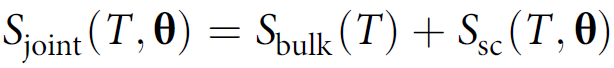 S_joint(T, θ) = S_bulk(T) + S_sc(T, θ)